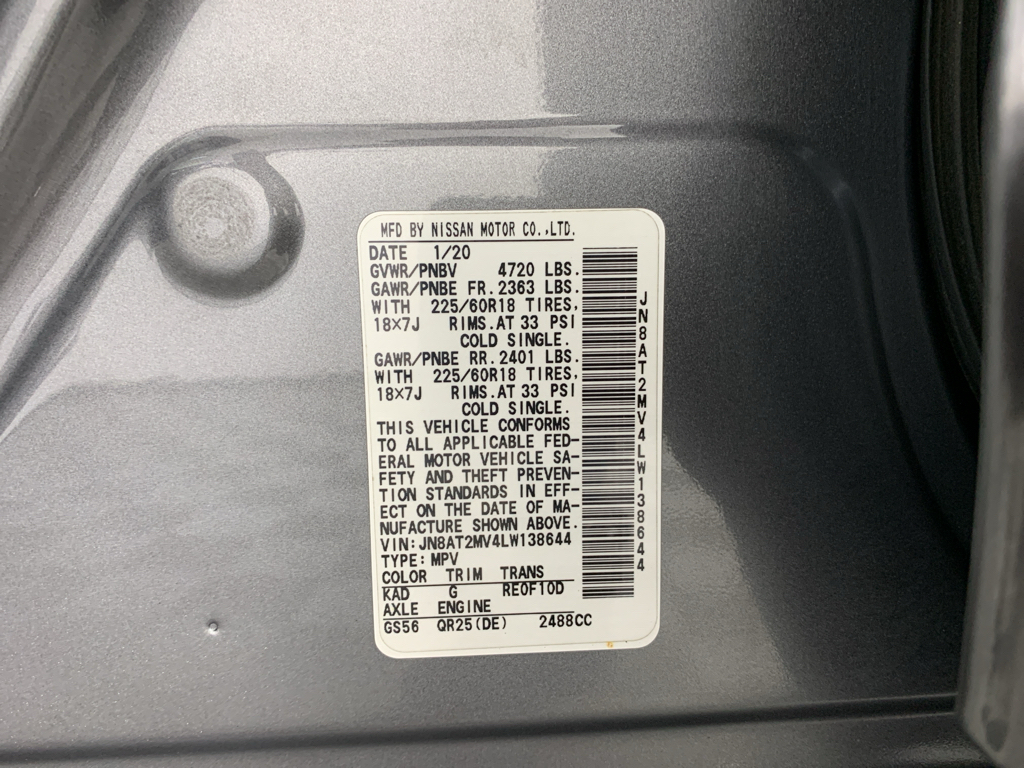 MFD BY NISSAN MOTOR CO.,LTD.
DATE 1/20
GVWR/PNBV 4720 LBS.
GAWR/PNBE FR. 2363 LBS.
WITH 225/60R18 TIRES,
18×7J RIMS.AT 33 PSI
COLD SINGLE.
GAWR/PNBE RR. 2401 LBS.
WITH 225/60R18 TIRES,
18×7J RIMS.AT 33 PSI
COLD SINGLE.
THIS VEHICLE CONFORMS
TO ALL APPLICABLE FED-
ERAL MOTOR VEHICLE SA-
FETY AND THEFT PREVEN-
TION STANDARDS IN EFF-
ECT ON THE DATE OF MA-
NUFACTURE SHOWN ABOVE.
VIN:JN8AT2MV4LW138644
TYPE:MPV
COLOR TRIM TRANS
KAD G RE0F10D
AXLE ENGINE
GS56 QR25(DE) 2488CC
JN8AT2MV4LW138644